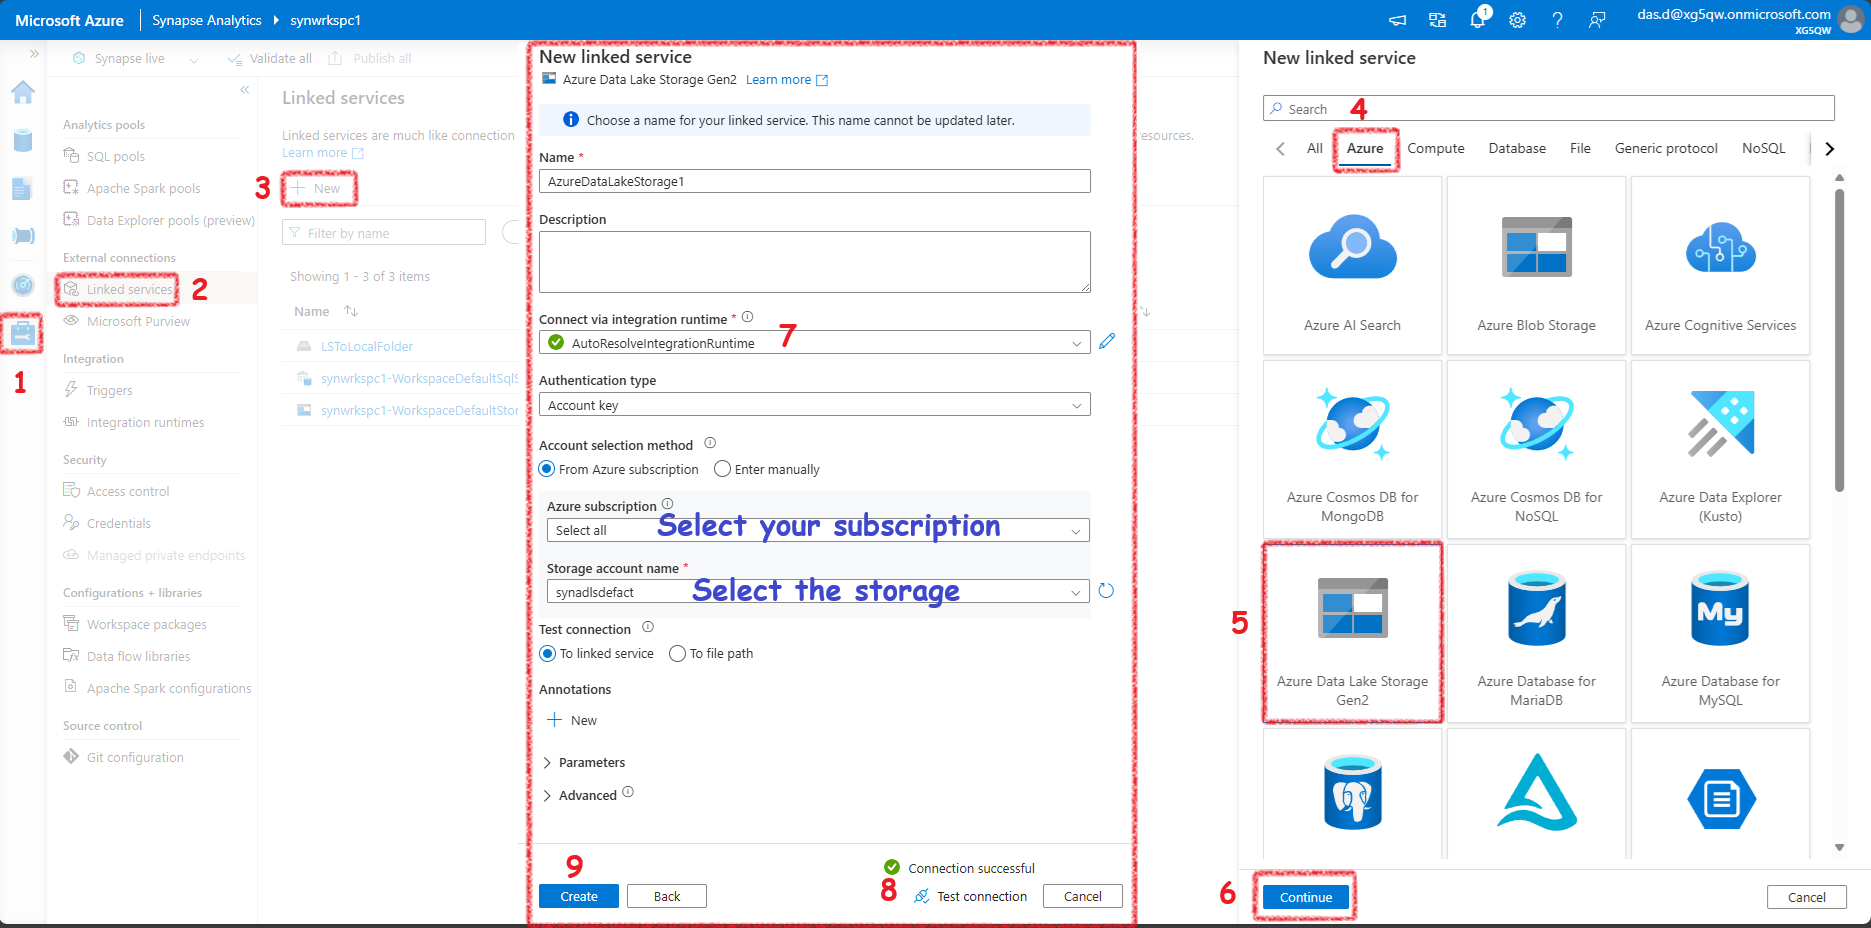 Microsoft Azure
Synapse Analytics
synwrkspc1
1
das.d@xg5qw.onmicrosoft.com
XG5QW
Synapse live
Validate all
Publish all
Analytics pools
SQL pools
Apache Spark pools
Data Explorer pools (preview)
External connections
Linked services
2
Microsoft Purview
1
Integration
Triggers
Integration runtimes
Security
Access control
Credentials
Managed private endpoints
Configurations + libraries
Workspace packages
Data flow libraries
Apache Spark configurations
Source control
Git configuration
Linked services
Linked services are much like connection
esources.
Learn more
3
New
Filter by name
Showing 1 - 3 of 3 items
Name
LSToLocalFolder
synwrkspc1-WorkspaceDefaultSqlS
synwrkspc1-WorkspaceDefaultStor
New linked service
Azure Data Lake Storage Gen2 Learn more
Choose a name for your linked service. This name cannot be updated later.
Name *
AzureDataLakeStorage1
Description
Connect via integration runtime *
7
AutoResolveIntegrationRuntime
Authentication type
Account key
Account selection method
From Azure subscription
Enter manually
Azure subscription
Select all
Select your subscription
Storage account name *
synadlsdefact
Select the storage
Test connection
To linked service
To file path
Annotations
New
Parameters
Advanced
9
Connection successful
8
Create
Back
Test connection
Cancel
New linked service
Search
4
All
Azure
Compute
Database
File
Generic protocol
NoSQL
Azure AI Search
Azure Blob Storage
Azure Cognitive Services
Azure Cosmos DB for
MongoDB
Azure Cosmos DB for
NoSQL
Azure Data Explorer
(Kusto)
5
Azure Data Lake Storage
Gen2
Azure Database for
MariaDB
My
Azure Database for
MySQL
6
Continue
Cancel